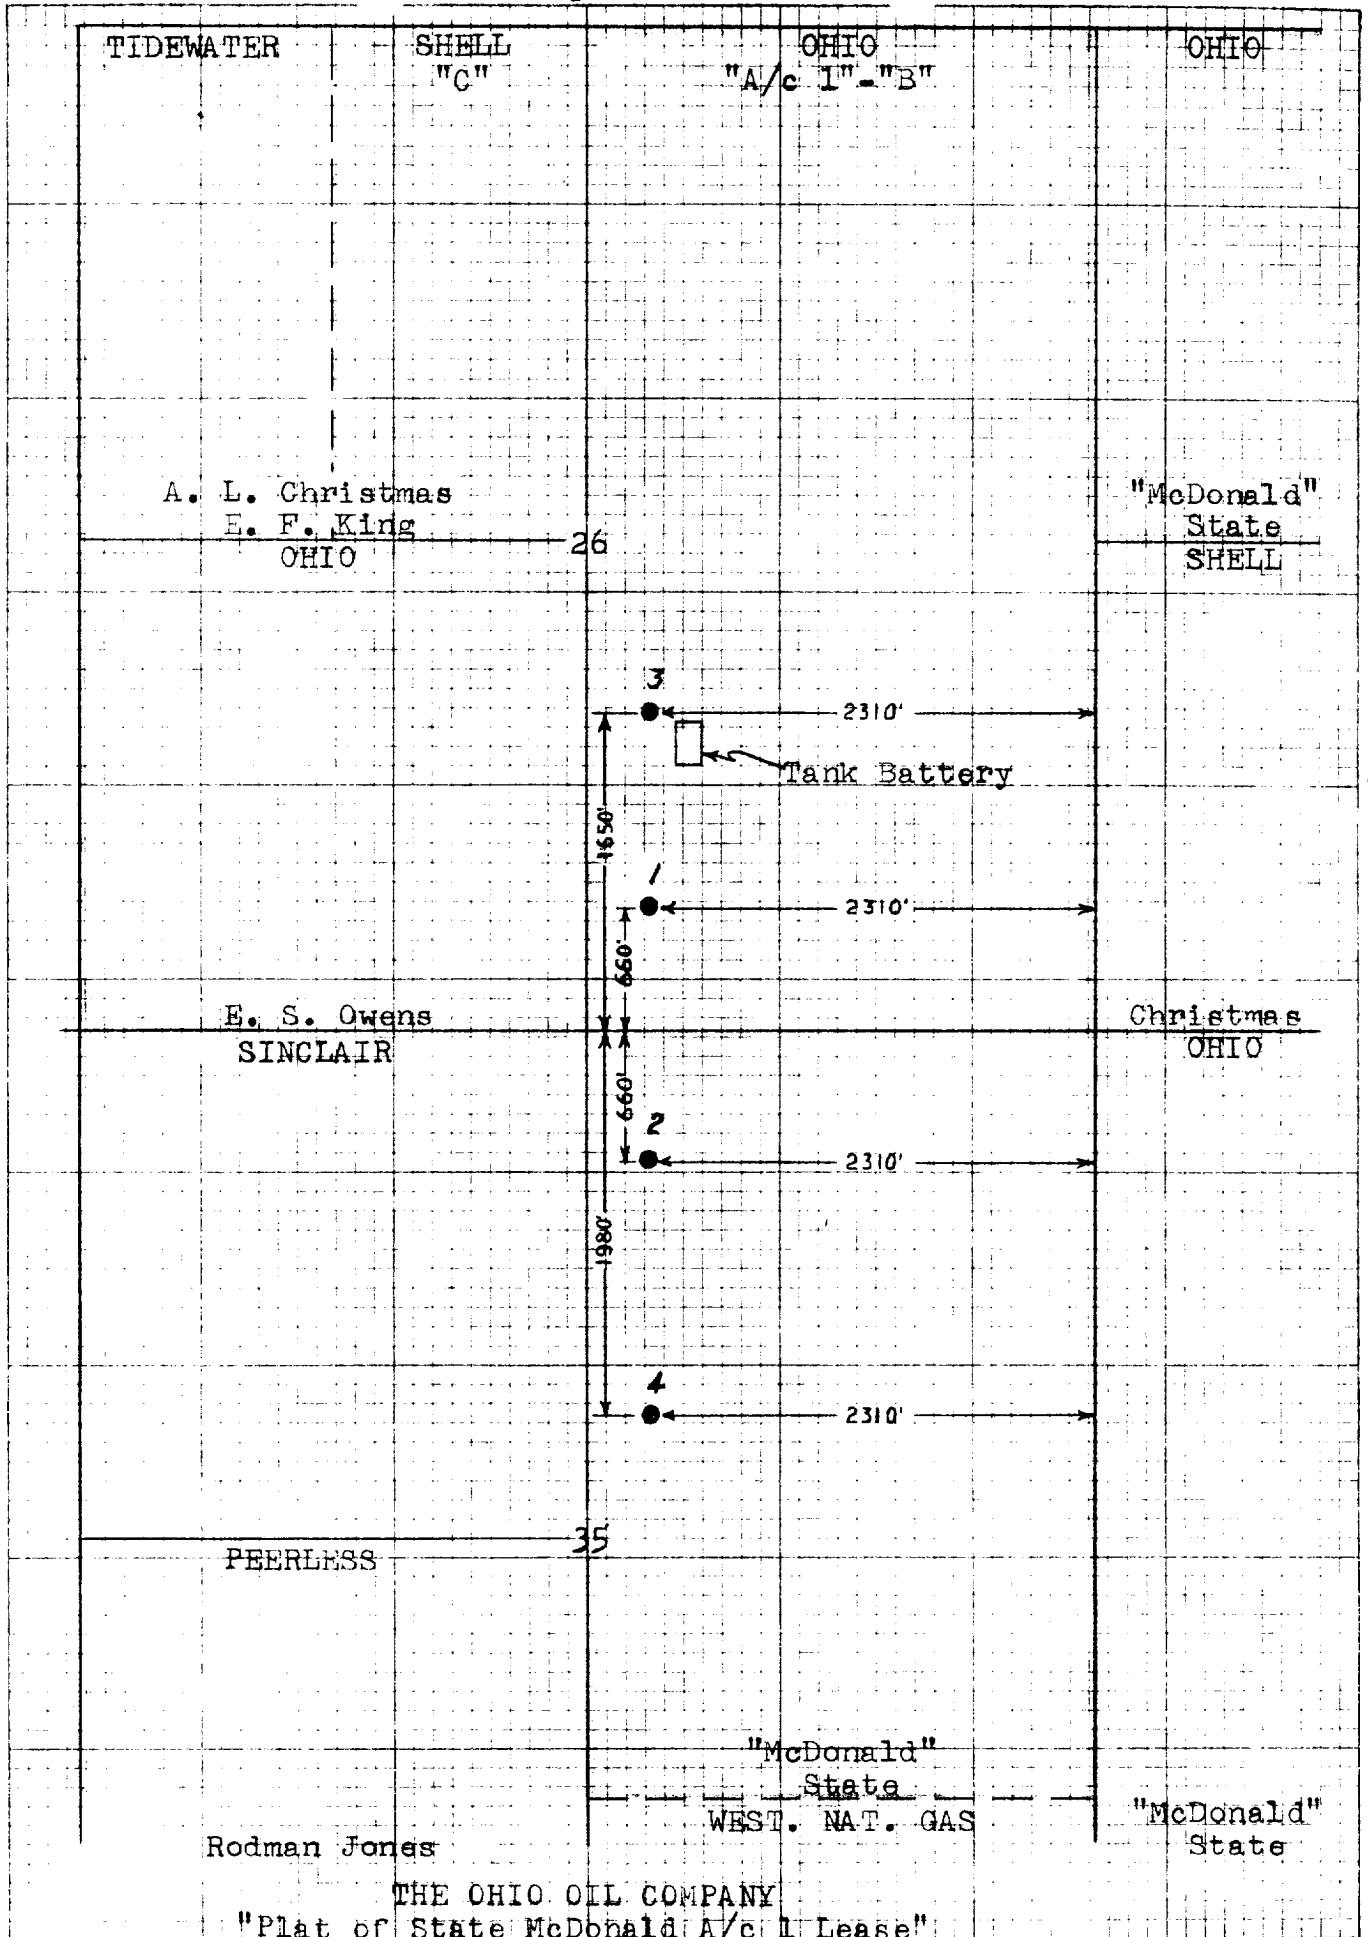 TIDEWATER
SHELL
"C"
OHIO
"A/c 1"-"B"
OHIO
A. L. Christmas
E. F. King
OHIO
26
"McDonald"
State
SHELL
3
2310'
Tank Battery
1650'
1
2310'
660'
E. S. Owens
SINCLAIR
Christmas
OHIO
660'
2
2310'
1980'
4
2310'
35
PEERLESS
"McDonald"
State
WEST. NAT. GAS
"McDonald"
State
Rodman Jones
THE OHIO OIL COMPANY
"Plat of State McDonald A/c 1 Lease"